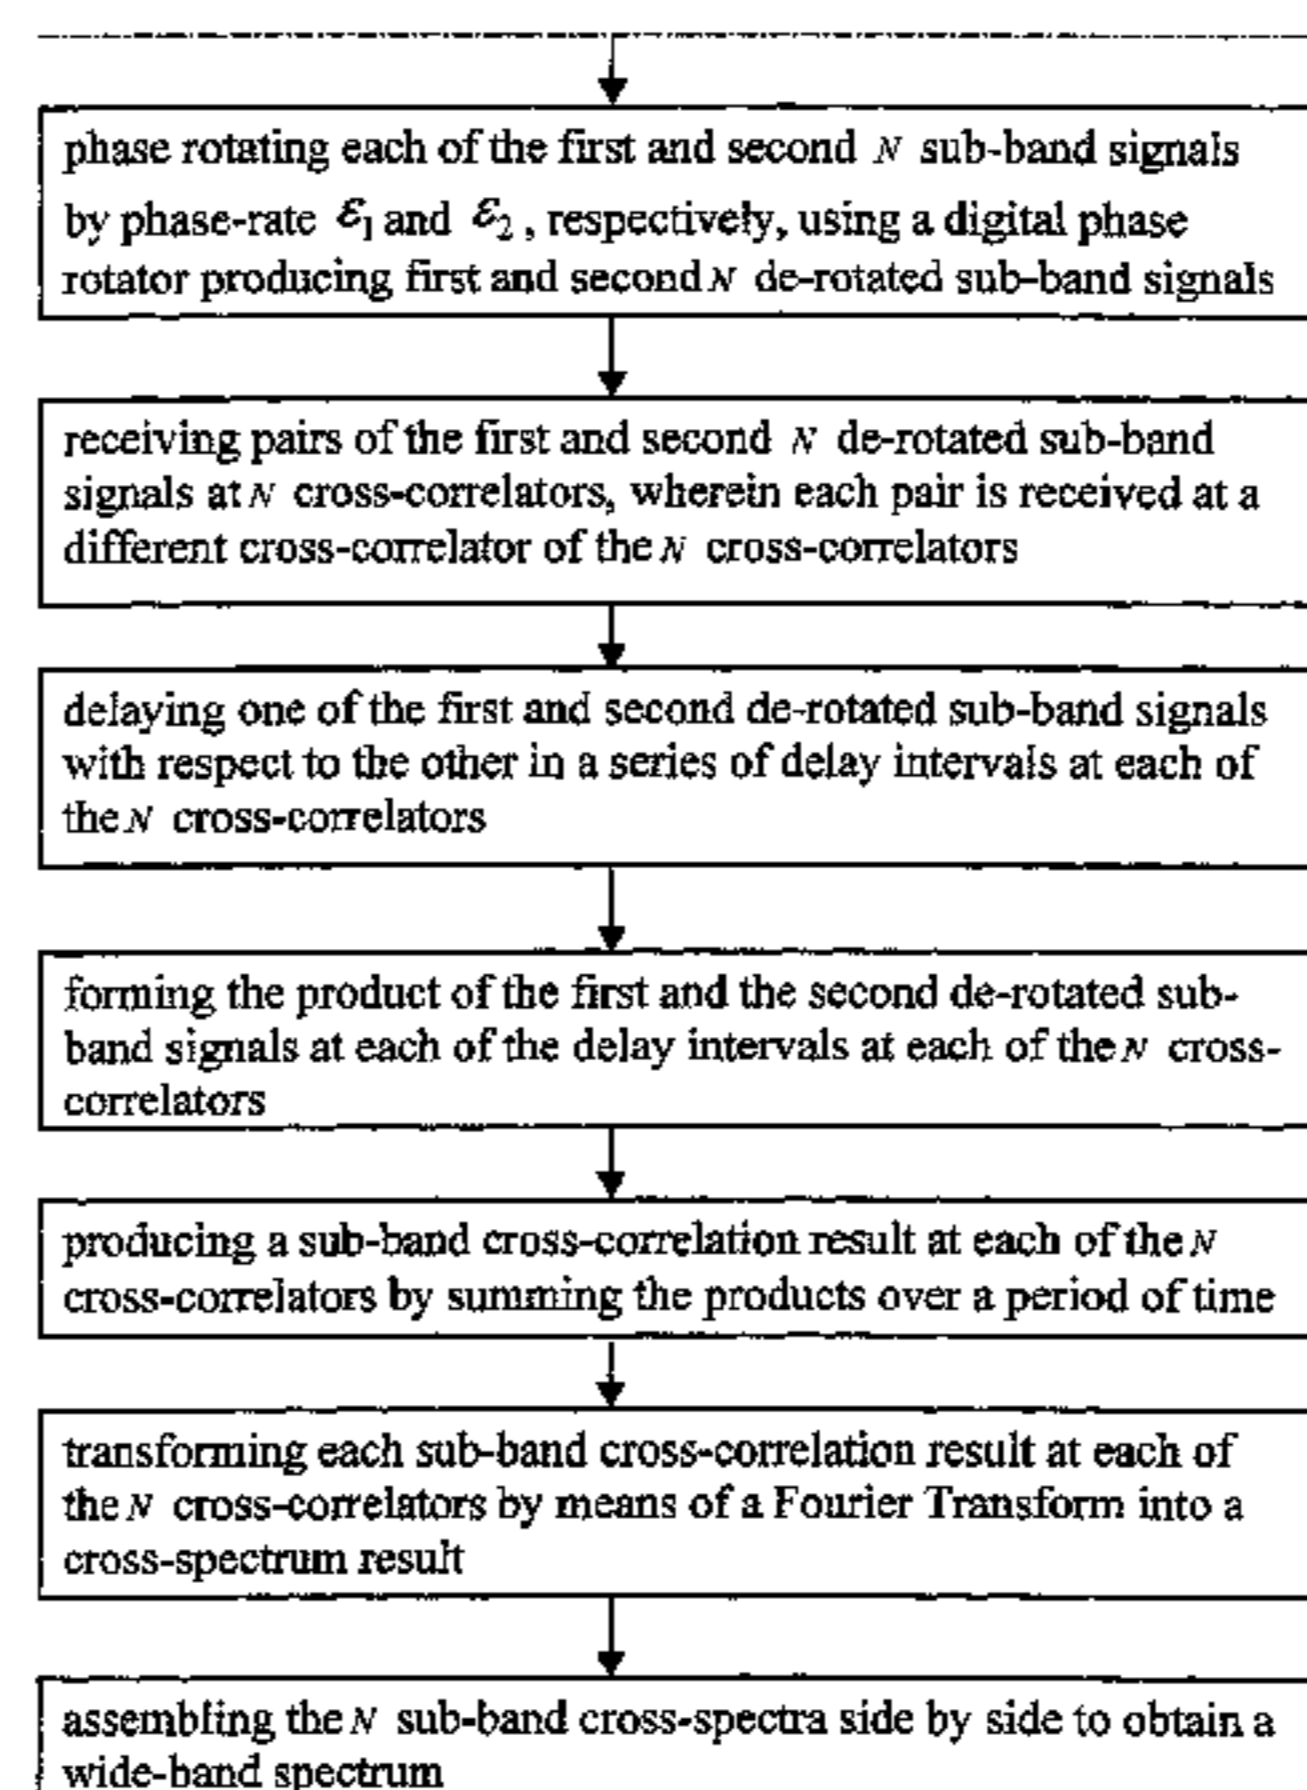 phase rotating each of the first and second N sub-band signals
by phase-rate ε₁ and ε₂, respectively, using a digital phase
rotator producing first and second N de-rotated sub-band signals
receiving pairs of the first and second N de-rotated sub-band
signals at N cross-correlators, wherein each pair is received at a
different cross-correlator of the N cross-correlators
delaying one of the first and second de-rotated sub-band signals
with respect to the other in a series of delay intervals at each of
the N cross-correlators
forming the product of the first and the second de-rotated sub-
band signals at each of the delay intervals at each of the N cross-
correlators
producing a sub-band cross-correlation result at each of the N
cross-correlators by summing the products over a period of time
transforming each sub-band cross-correlation result at each of
the N cross-correlators by means of a Fourier Transform into a
cross-spectrum result
assembling the N sub-band cross-spectra side by side to obtain a
wide-band spectrum